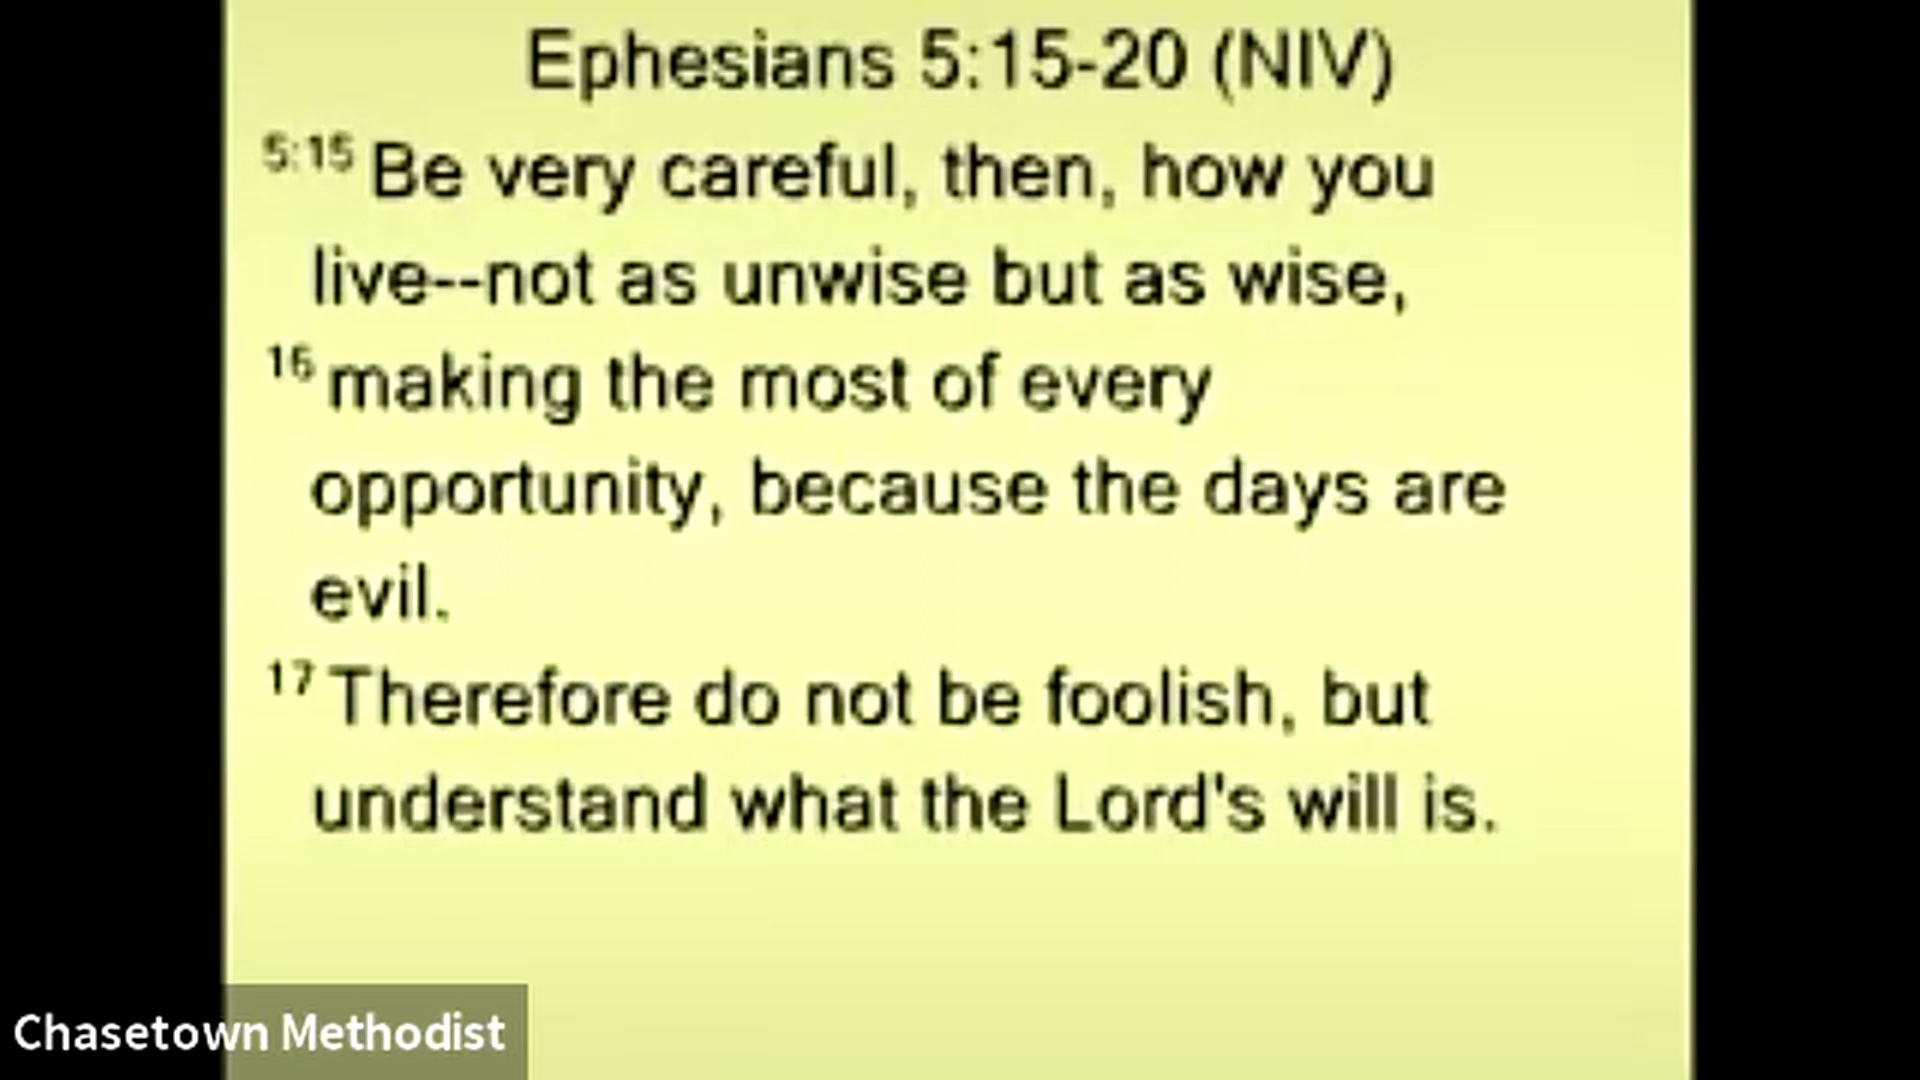 Ephesians 5:15-20 (NIV)
5:15 Be very careful, then, how you
live--not as unwise but as wise,
16 making the most of every
opportunity, because the days are
evil.
17 Therefore do not be foolish, but
understand what the Lord's will is.
Chasetown Methodist